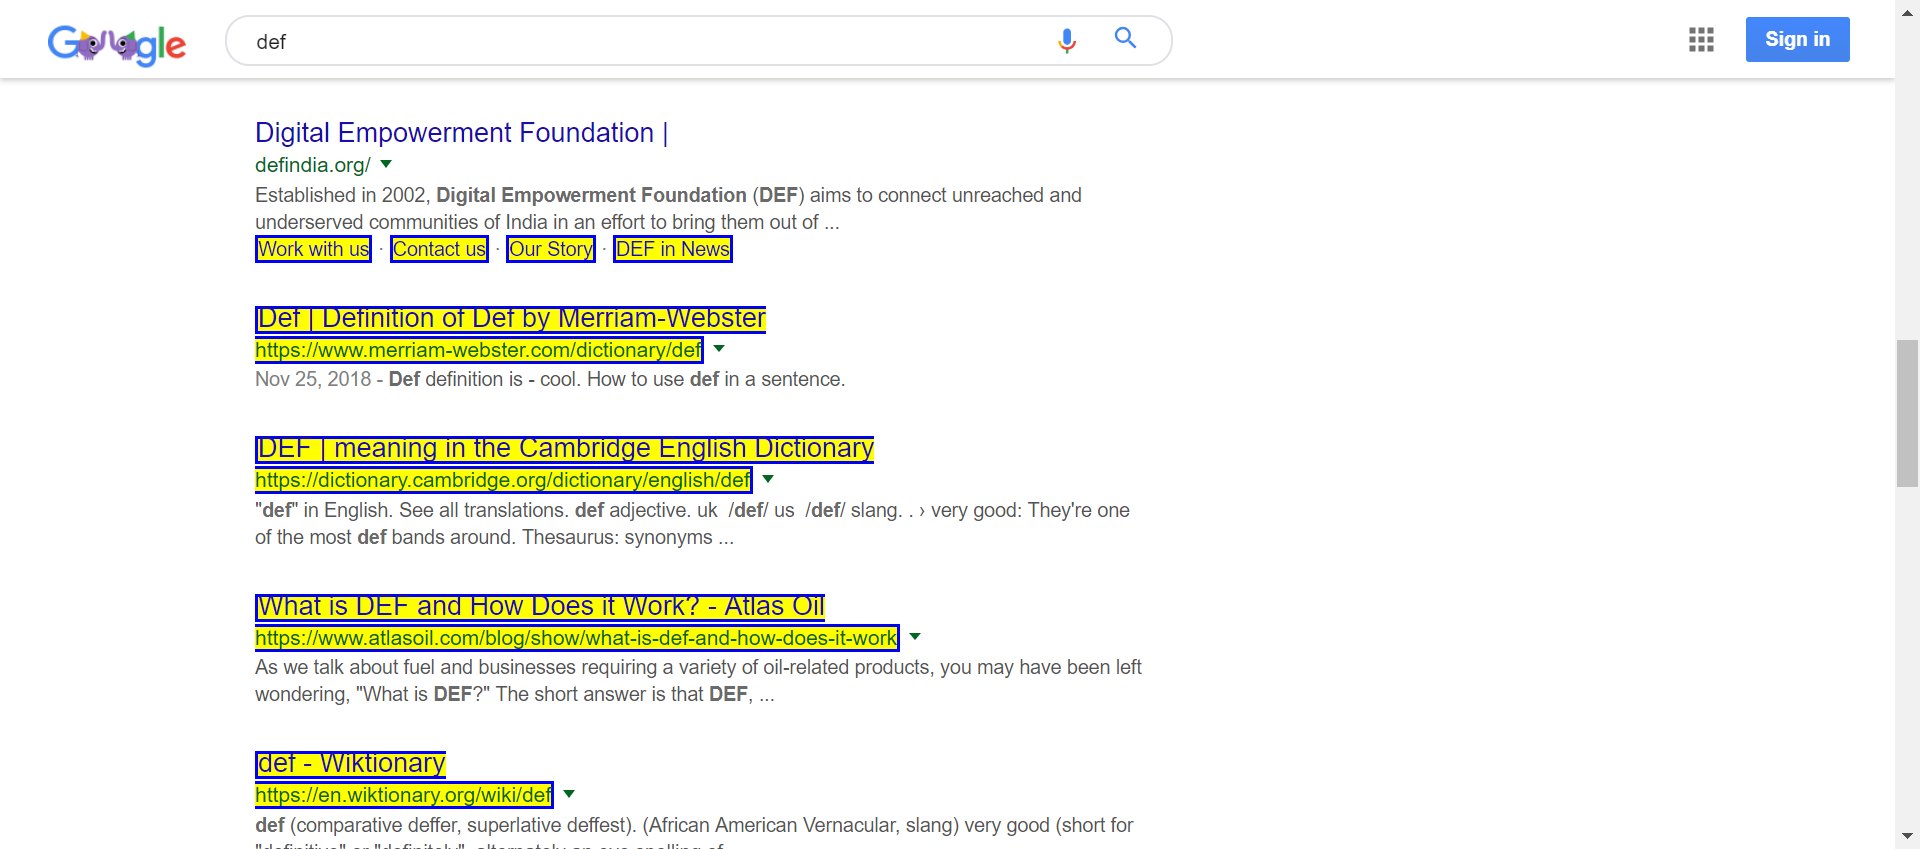 Google
def
Sign in
Digital Empowerment Foundation |
defindia.org/
Established in 2002, Digital Empowerment Foundation (DEF) aims to connect unreached and
underserved communities of India in an effort to bring them out of ...
Work with us · Contact us · Our Story · DEF in News
Def | Definition of Def by Merriam-Webster
https://www.merriam-webster.com/dictionary/def
Nov 25, 2018 - Def definition is - cool. How to use def in a sentence.
DEF | meaning in the Cambridge English Dictionary
https://dictionary.cambridge.org/dictionary/english/def
"def" in English. See all translations. def adjective. uk /def/ us /def/ slang. . › very good: They're one
of the most def bands around. Thesaurus: synonyms ...
What is DEF and How Does it Work? - Atlas Oil
https://www.atlasoil.com/blog/show/what-is-def-and-how-does-it-work
As we talk about fuel and businesses requiring a variety of oil-related products, you may have been left
wondering, "What is DEF?" The short answer is that DEF, ...
def - Wiktionary
https://en.wiktionary.org/wiki/def
def (comparative deffer, superlative deffest). (African American Vernacular, slang) very good (short for
"definitive" or "definitely", alternately an eye spelling of